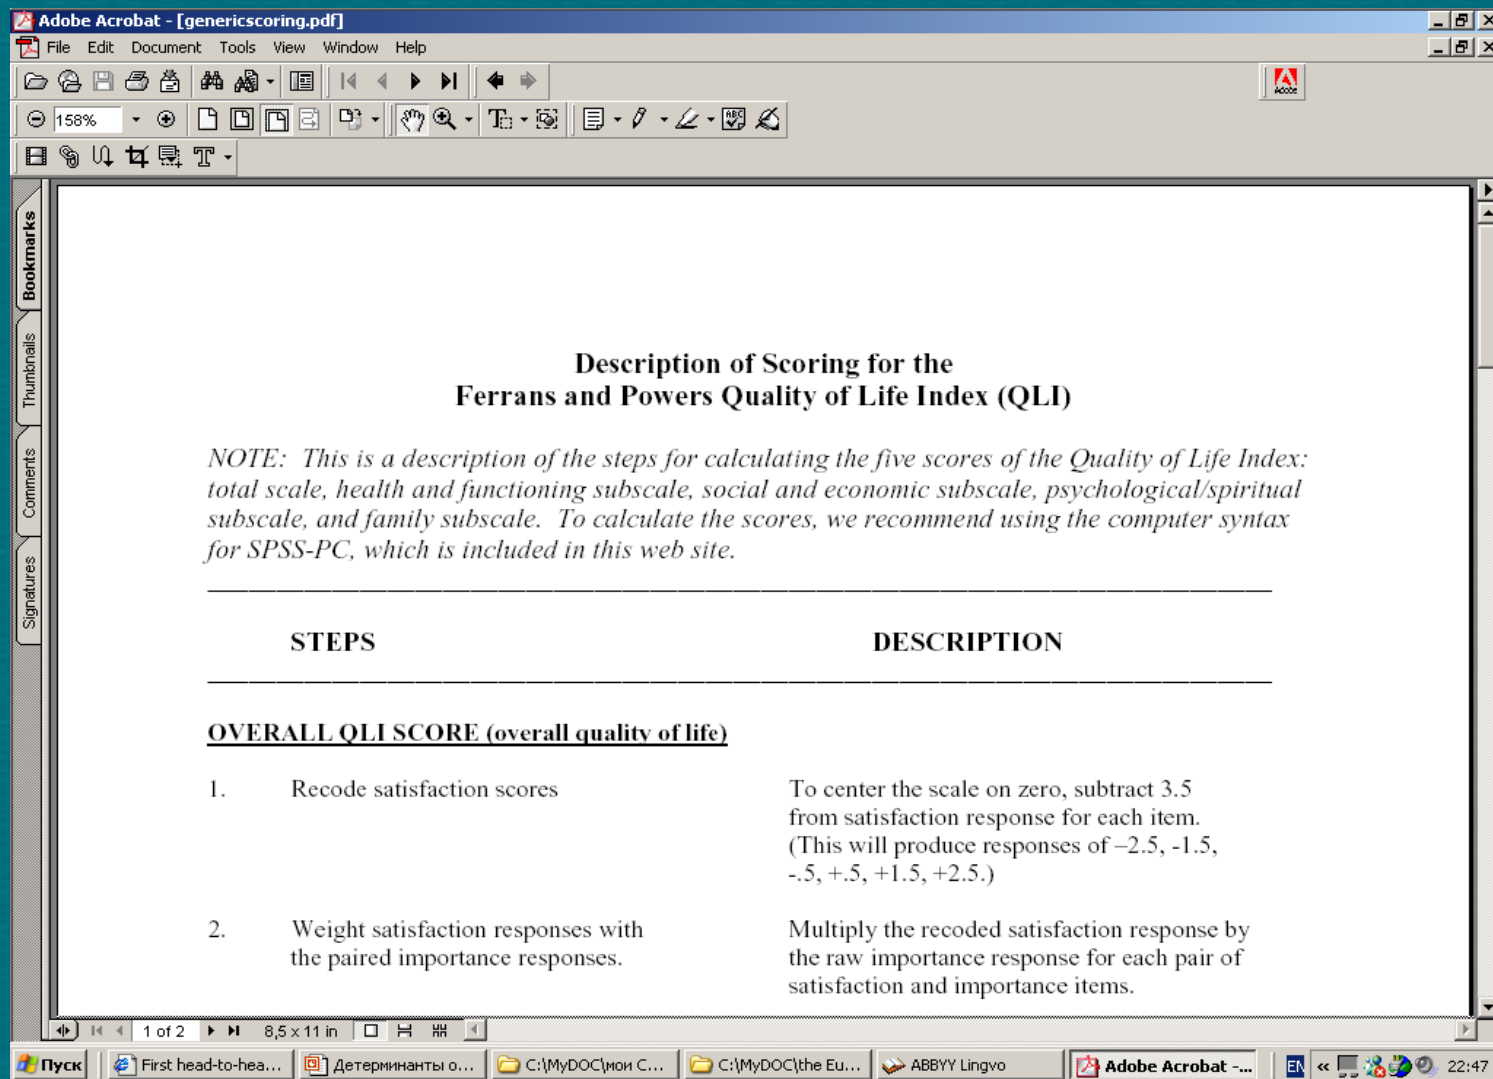 Adobe Acrobat - [genericscoring.pdf]
File Edit Document Tools View Window Help
Adobe
158%
Bookmarks
Thumbnails
Comments
Signatures
Description of Scoring for the
Ferrans and Powers Quality of Life Index (QLI)
NOTE: This is a description of the steps for calculating the five scores of the Quality of Life Index:
total scale, health and functioning subscale, social and economic subscale, psychological/spiritual
subscale, and family subscale. To calculate the scores, we recommend using the computer syntax
for SPSS-PC, which is included in this web site.
STEPS DESCRIPTION
OVERALL QLI SCORE (overall quality of life)
1. Recode satisfaction scores To center the scale on zero, subtract 3.5
from satisfaction response for each item.
(This will produce responses of –2.5, -1.5,
-.5, +.5, +1.5, +2.5.)
2. Weight satisfaction responses with Multiply the recoded satisfaction response by
the paired importance responses. the raw importance response for each pair of
satisfaction and importance items.
1 of 2 8,5 x 11 in
Пуск First head-to-hea... Детерминанты о... C:\MyDOC\мои С... C:\MyDOC\the Eu... ABBYY Lingvo Adobe Acrobat -... EN « 22:47